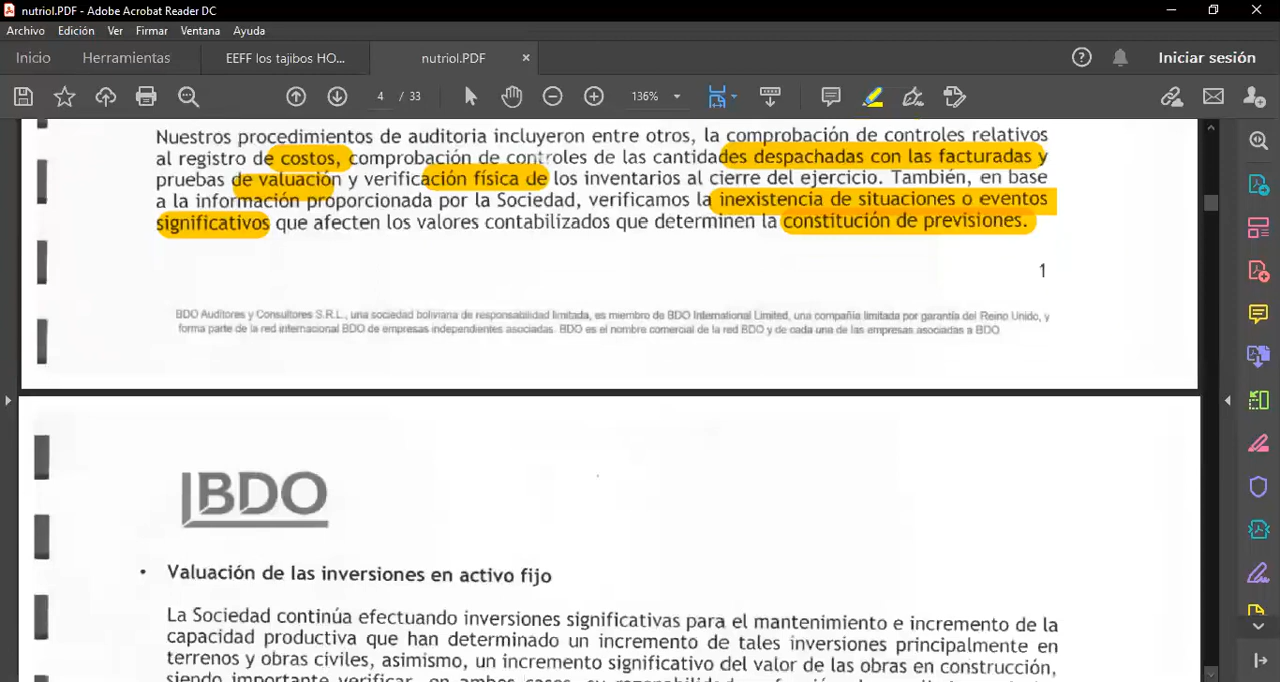 nutriol.PDF - Adobe Acrobat Reader DC
Archivo Edición Ver Firmar Ventana Ayuda
Inicio Herramientas EEFF los tajibos HO... nutriol.PDF × Iniciar sesión
4 / 33 136%
Nuestros procedimientos de auditoria incluyeron entre otros, la comprobación de controles relativos
al registro de costos, comprobación de controles de las cantidades despachadas con las facturadas y
pruebas de valuación y verificación física de los inventarios al cierre del ejercicio. También, en base
a la información proporcionada por la Sociedad, verificamos la inexistencia de situaciones o eventos
significativos que afecten los valores contabilizados que determinen la constitución de previsiones.
1
BDO Auditores y Consultores S.R.L., una sociedad boliviana de responsabilidad limitada, es miembro de BDO International Limited, una compañía limitada por garantía del Reino Unido, y
forma parte de la red internacional BDO de empresas independientes asociadas. BDO es el nombre comercial de la red BDO y de cada una de las empresas asociadas a BDO
BDO
• Valuación de las inversiones en activo fijo
La Sociedad continúa efectuando inversiones significativas para el mantenimiento e incremento de la
capacidad productiva que han determinado un incremento de tales inversiones principalmente en
terrenos y obras civiles, asimismo, un incremento significativo del valor de las obras en construcción,
siendo importante verificar, en ambos casos, su razonabilidad